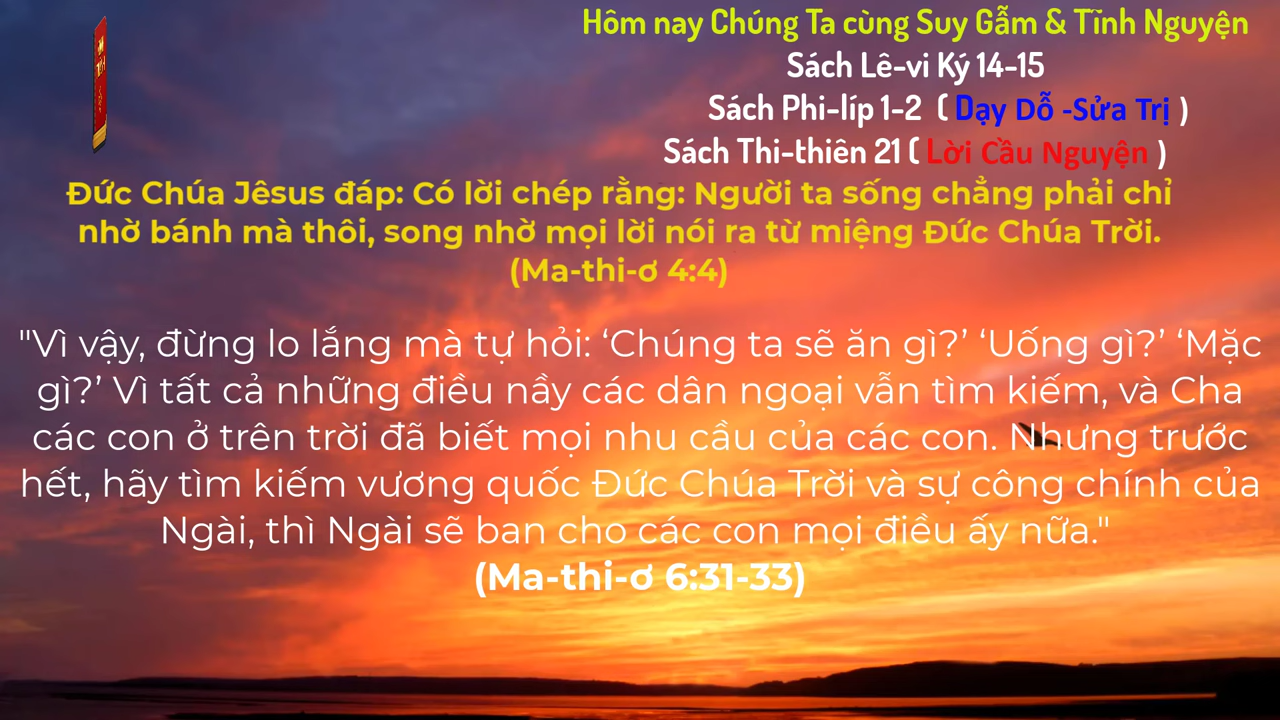 Hôm nay Chúng Ta cùng Suy Gẫm & Tĩnh Nguyện
Sách Lê-vi Ký 14-15
Sách Phi-líp 1-2 ( Dạy Dỗ -Sửa Trị )
Sách Thi-thiên 21 ( Lời Cầu Nguyện )
Đức Chúa Jêsus đáp: Có lời chép rằng: Người ta sống chẳng phải chỉ
nhờ bánh mà thôi, song nhờ mọi lời nói ra từ miệng Đức Chúa Trời.
(Ma-thi-ơ 4:4)
"Vì vậy, đừng lo lắng mà tự hỏi: ‘Chúng ta sẽ ăn gì?’ ‘Uống gì?’ ‘Mặc
gì?’ Vì tất cả những điều nầy các dân ngoại vẫn tìm kiếm, và Cha
các con ở trên trời đã biết mọi nhu cầu của các con. Nhưng trước
hết, hãy tìm kiếm vương quốc Đức Chúa Trời và sự công chính của
Ngài, thì Ngài sẽ ban cho các con mọi điều ấy nữa."
(Ma-thi-ơ 6:31-33)